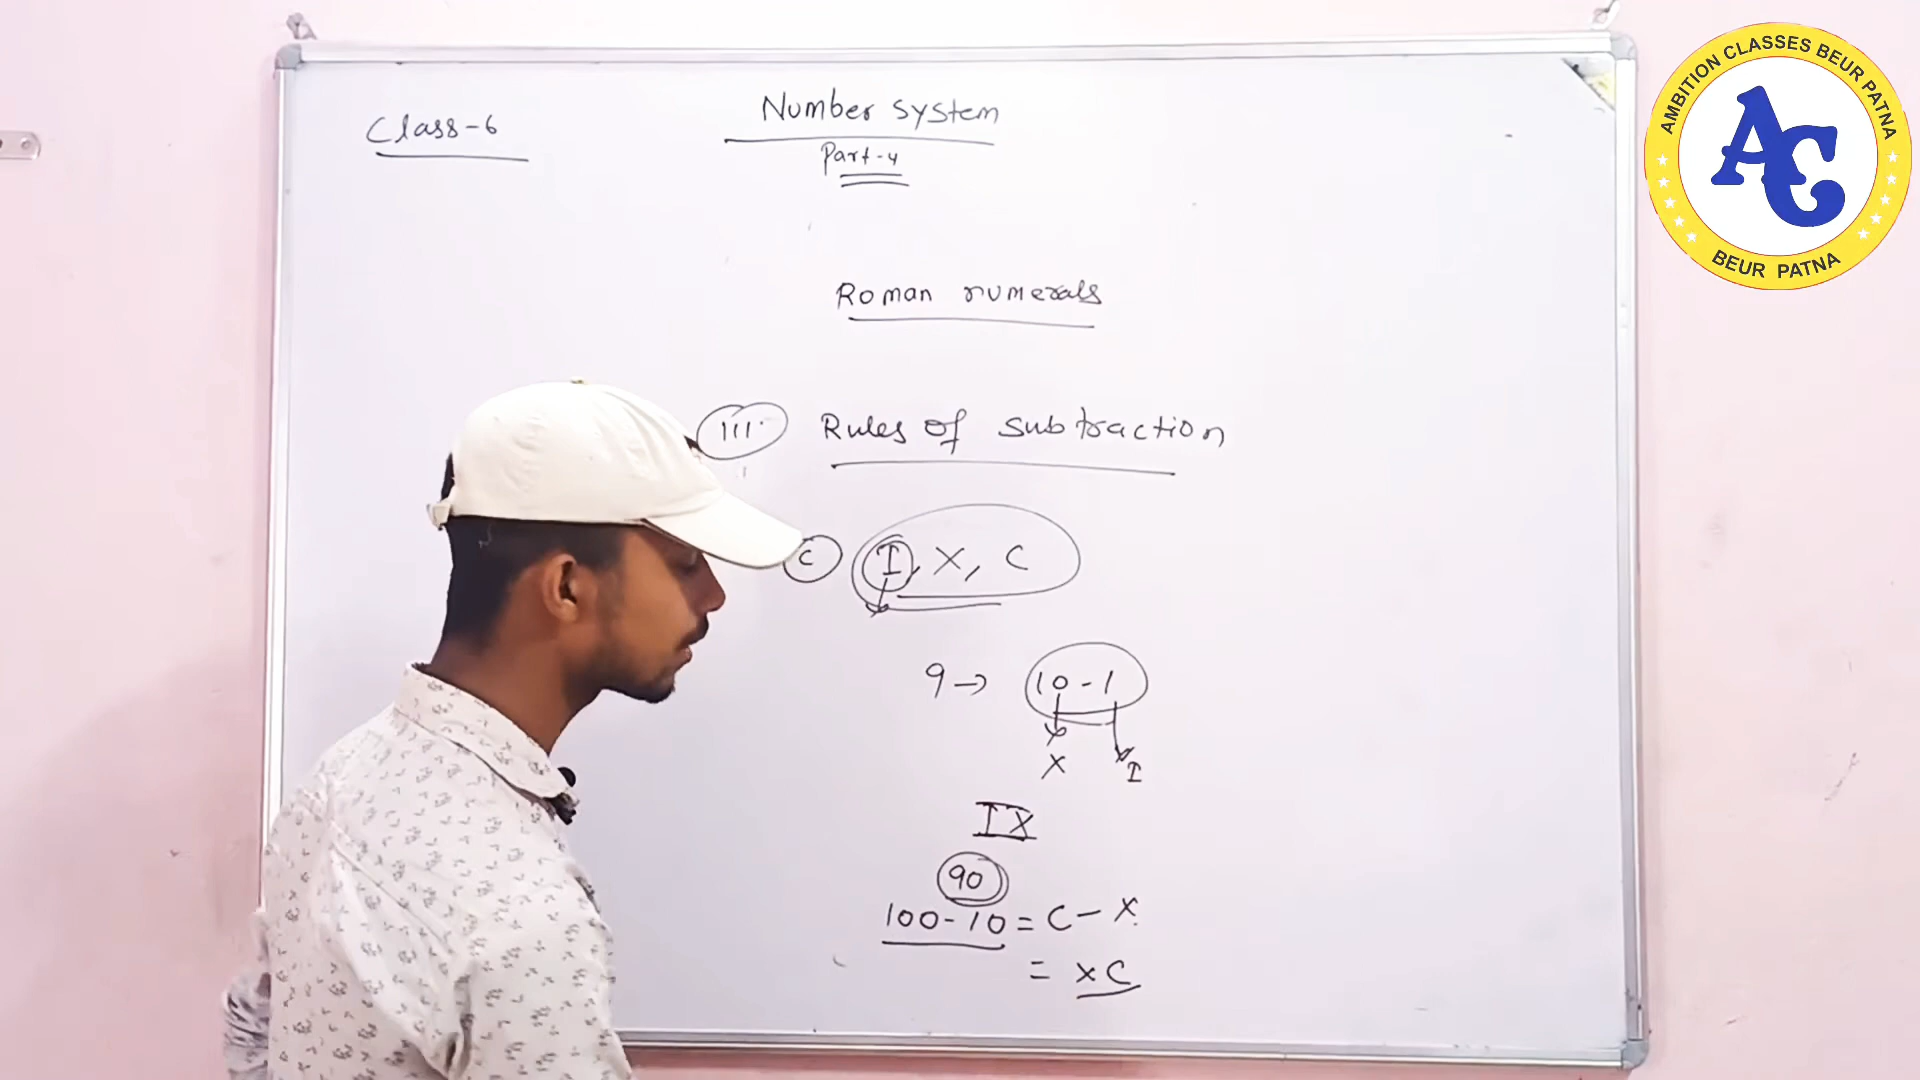 Class-6
Number system
Part-4
Roman numerals
III. Rules of subtraction
C I, X, C
9 → 10 - 1
X I
IX
90
100 - 10 = C - X
= XC
AMBITION CLASSES BEUR PATNA
AC
BEUR PATNA